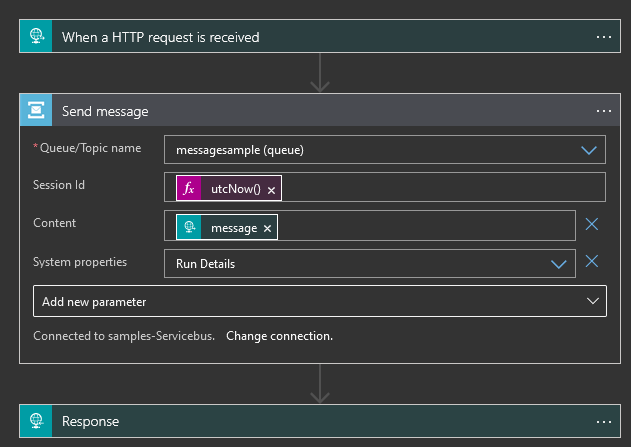 When a HTTP request is received
Send message
* Queue/Topic name messagesample (queue)
Session Id fx utcNow() ×
Content message ×
System properties Run Details
Add new parameter
Connected to samples-Servicebus. Change connection.
Response